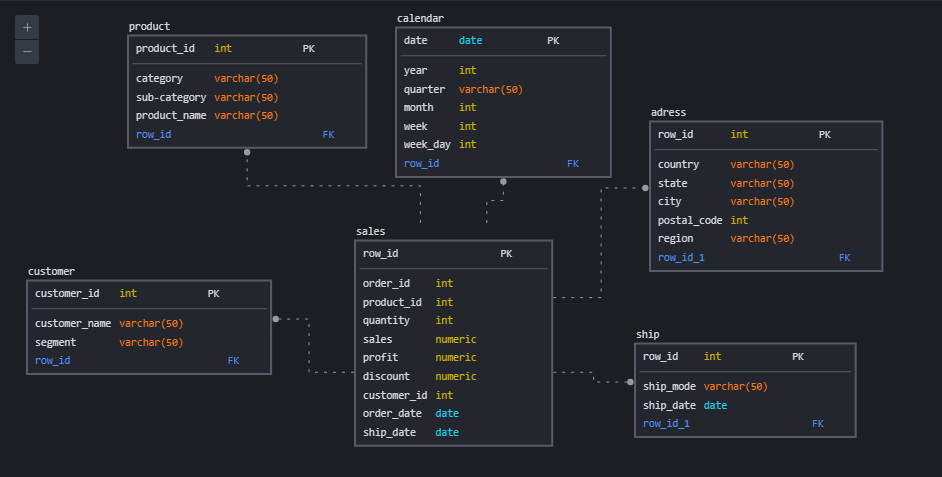 +
−
product
product_id int PK
category varchar(50)
sub-category varchar(50)
product_name varchar(50)
row_id FK
calendar
date date PK
year int
quarter varchar(50)
month int
week int
week_day int
row_id FK
adress
row_id int PK
country varchar(50)
state varchar(50)
city varchar(50)
postal_code int
region varchar(50)
row_id_1 FK
sales
row_id PK
order_id int
product_id int
quantity int
sales numeric
profit numeric
discount numeric
customer_id int
order_date date
ship_date date
customer
customer_id int PK
customer_name varchar(50)
segment varchar(50)
row_id FK
ship
row_id int PK
ship_mode varchar(50)
ship_date date
row_id_1 FK